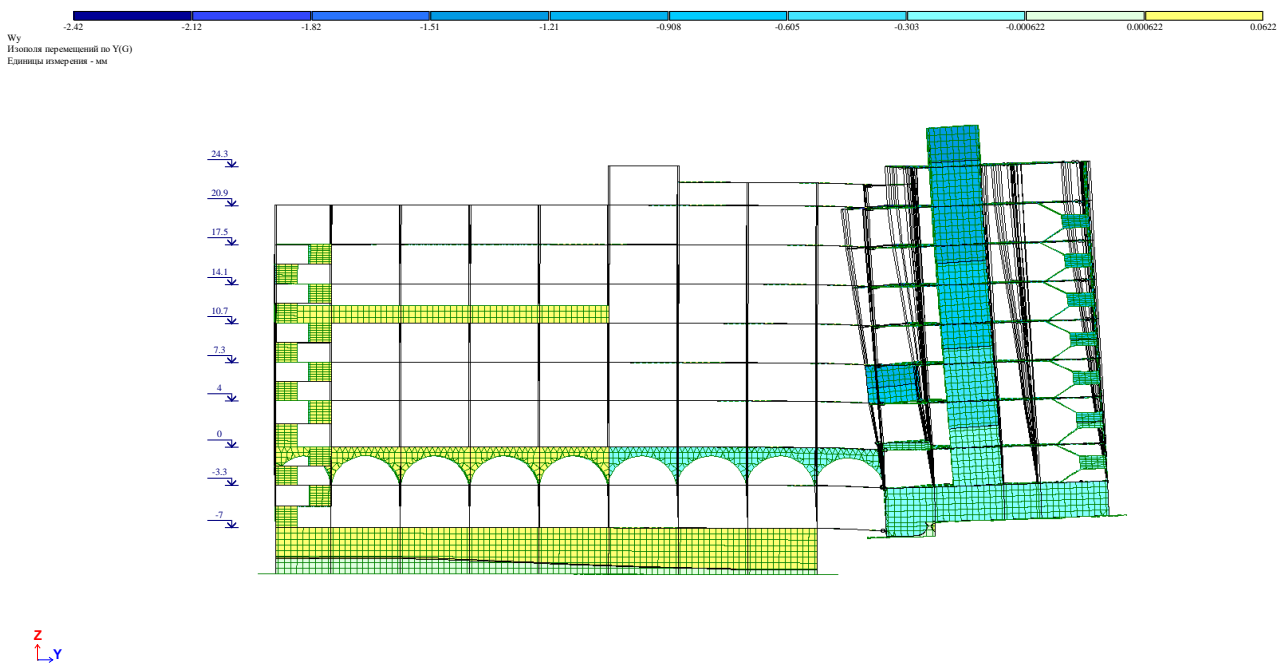 -2.42 -2.12 -1.82 -1.51 -1.21 -0.908 -0.605 -0.303 -0.000622 0.000622 0.0622
Wy
Изополя перемещений по Y(G)
Единицы измерения - мм
24.3
20.9
17.5
14.1
10.7
7.3
4
0
-3.3
-7
Z
Y